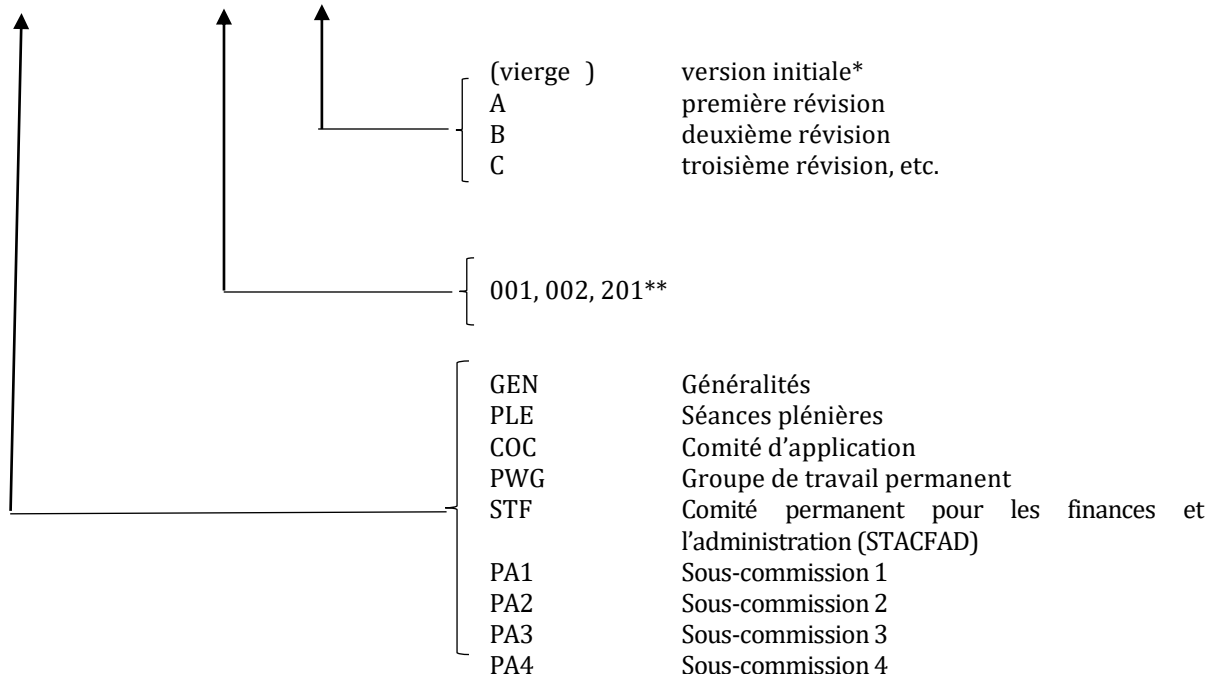 (vierge ) version initiale*
A première révision
B deuxième révision
C troisième révision, etc.
001, 002, 201**
GEN Généralités
PLE Séances plénières
COC Comité d’application
PWG Groupe de travail permanent
STF Comité permanent pour les finances et
l’administration (STACFAD)
PA1 Sous-commission 1
PA2 Sous-commission 2
PA3 Sous-commission 3
PA4 Sous-commission 4